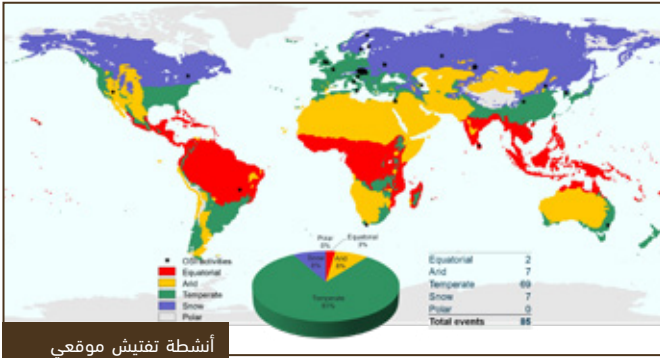 Polar
0%
Equatorial
Snow
8%
Arid
8%
Temperate
81%
OSI activities
Equatorial
Arid
Temperate
Snow
Polar
Equatorial 2
Arid 7
Temperate 69
Snow 7
Polar 0
Total events 85
أنشطة تفتيش موقعي